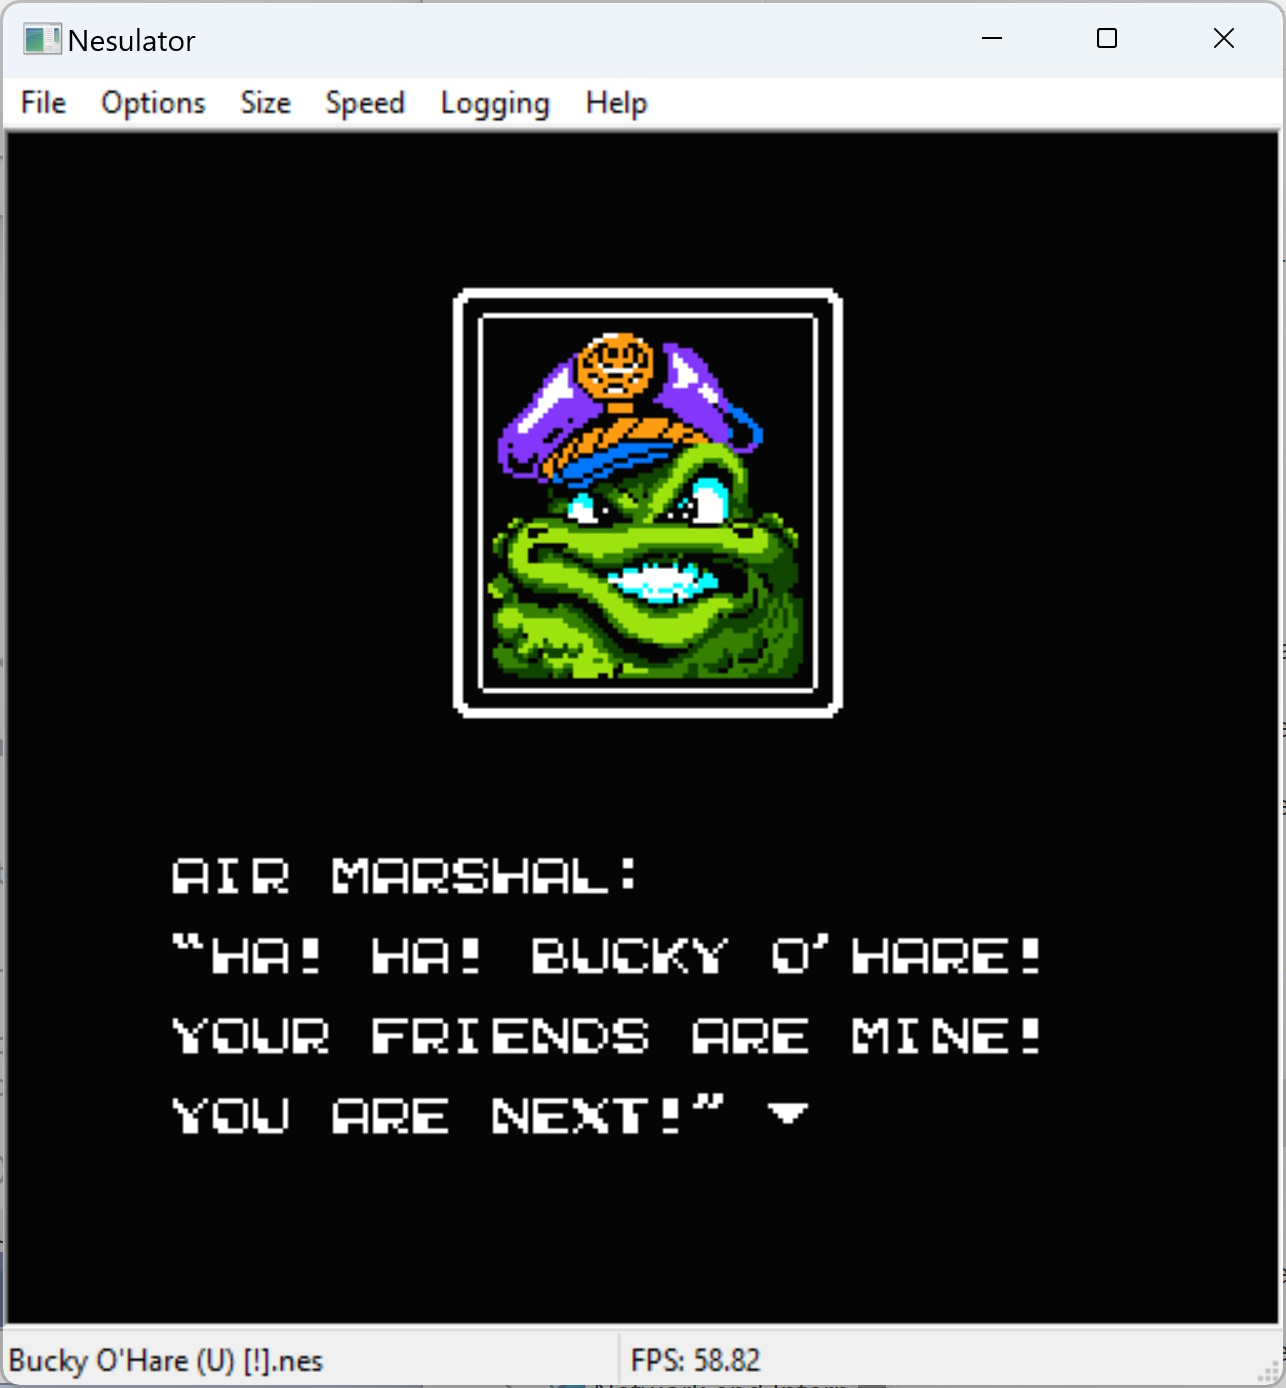 Nesulator
File Options Size Speed Logging Help
AIR MARSHAL:
“HA! HA! BUCKY O’HARE!
YOUR FRIENDS ARE MINE!
YOU ARE NEXT!”
Bucky O'Hare (U) [!].nes FPS: 58.82